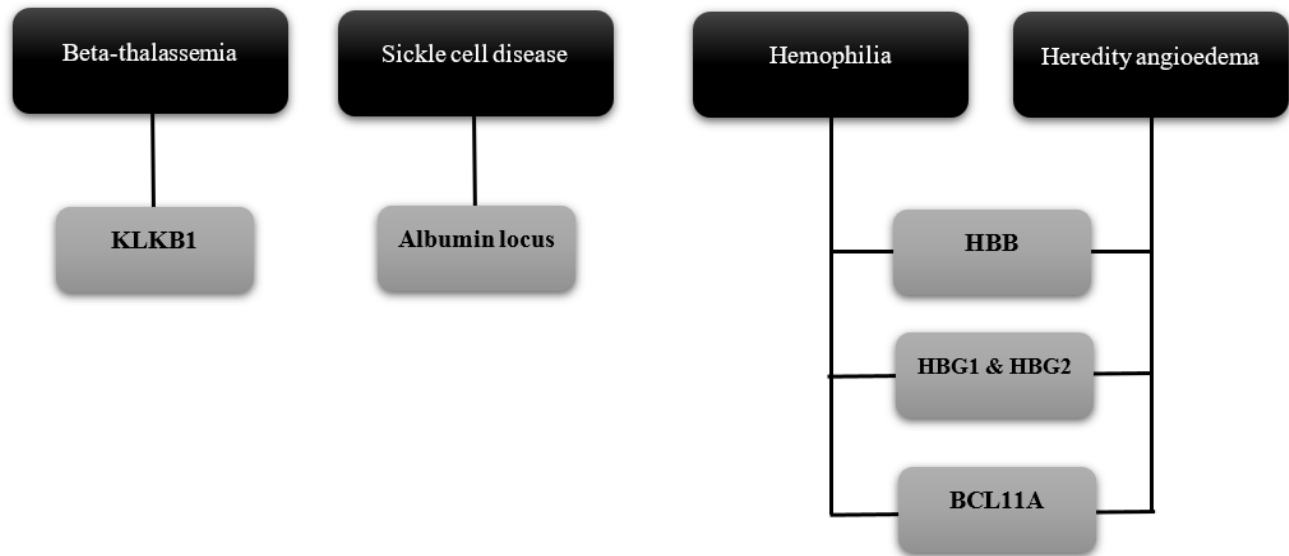 Beta-thalassemia
Sickle cell disease
Hemophilia
Heredity angioedema
KLKB1
Albumin locus
HBB
HBG1 & HBG2
BCL11A